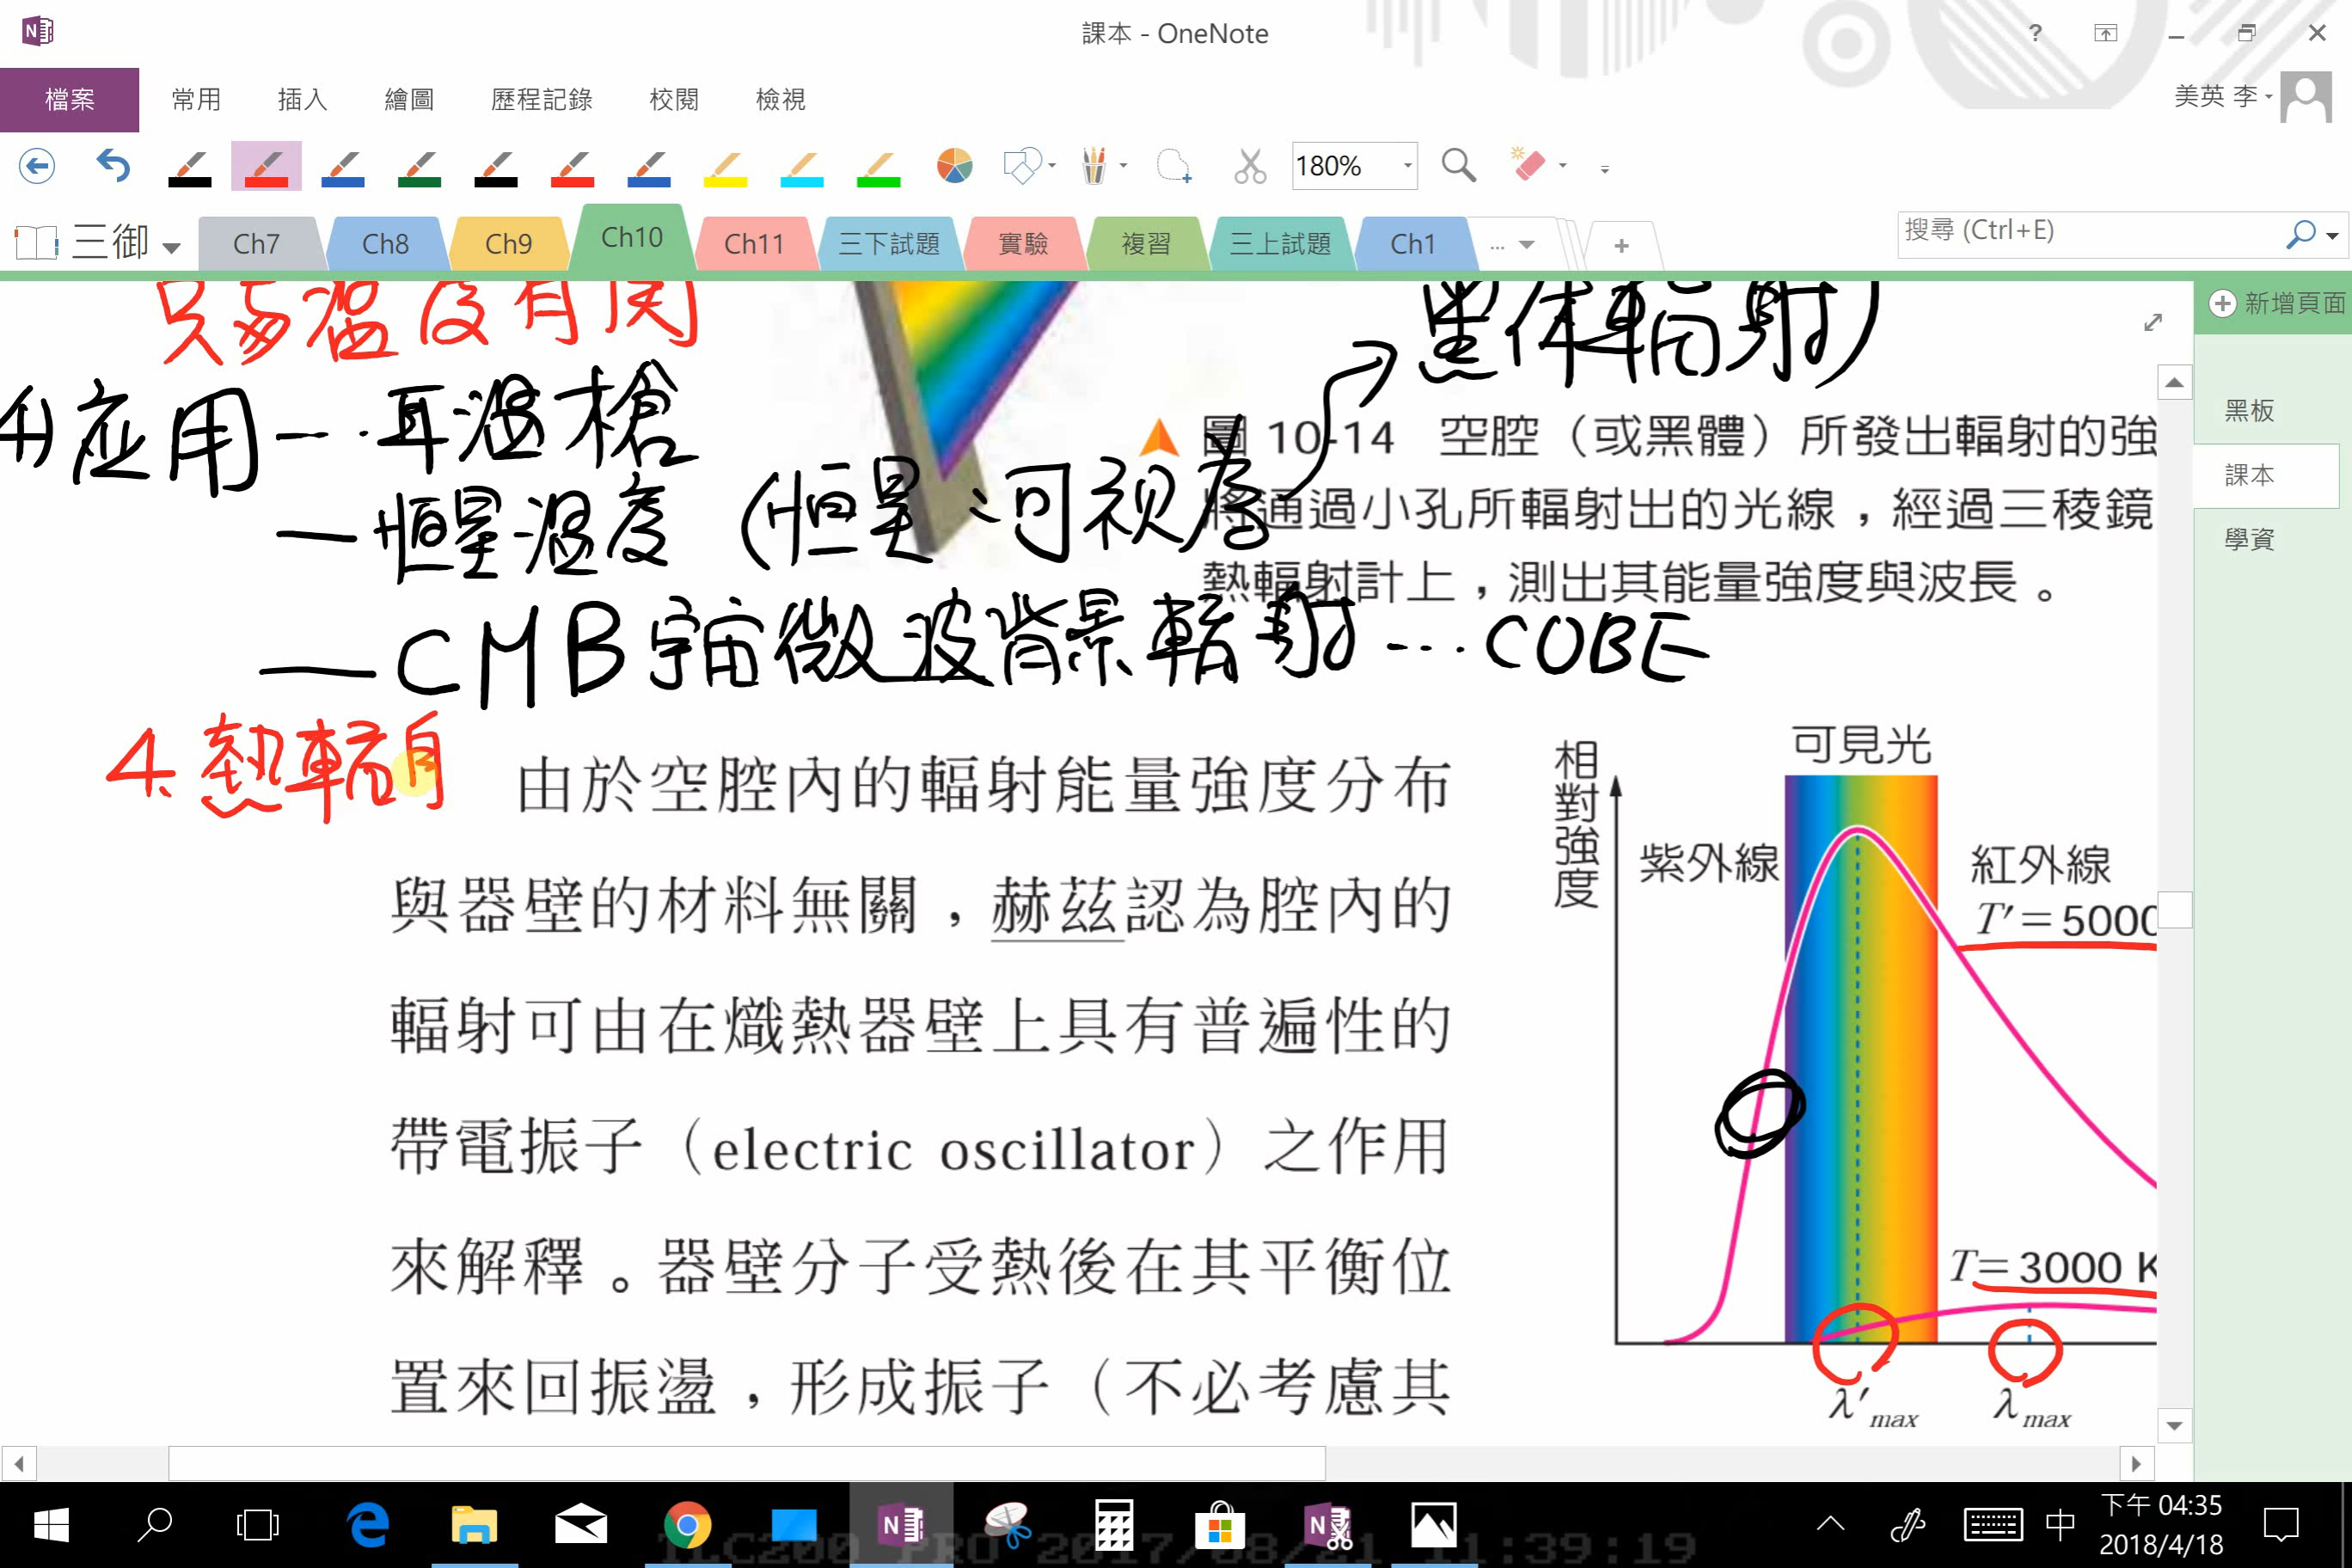 課本 - OneNote
?
檔案 常用 插入 繪圖 歷程記錄 校閱 檢視
美英 李
180%
三御 Ch7 Ch8 Ch9 Ch10 Ch11 三下試題 實驗 複習 三上試題 Ch1 ... +
搜尋 (Ctrl+E)
新增頁面
黑板
課本
學資
只与溫度有関
黑体輻射
(4)应用-…耳溫槍
圖 10-14 空腔（或黑體）所發出輻射的強
—恒星溫度 (恒星可視為
將通過小孔所輻射出的光線，經過三稜鏡
熱輻射計上，測出其能量強度與波長。
—CMB宇宙微波背景輻射…COBE
4.熱輻
由於空腔內的輻射能量強度分布
與器壁的材料無關，赫茲認為腔內的
輻射可由在熾熱器壁上具有普遍性的
帶電振子（electric oscillator）之作用
來解釋。器壁分子受熱後在其平衡位
置來回振盪，形成振子（不必考慮其
相對強度
可見光
紫外線
紅外線
T′＝5000
T＝3000 K
λ′max
λmax
中
下午 04:35
2018/4/18
TLC200 PRO 2017/08/21 11:39:19